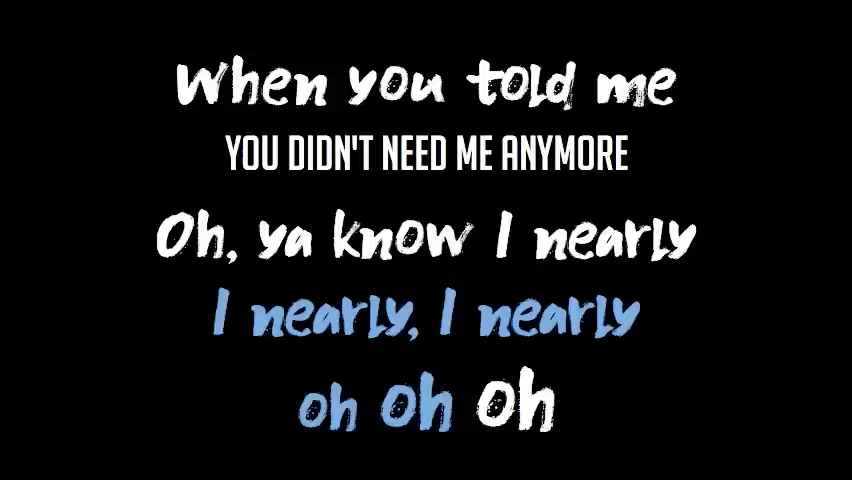 When you told me
YOU DIDN'T NEED ME ANYMORE
Oh, ya know I nearly
I nearly, I nearly
oh oh oh